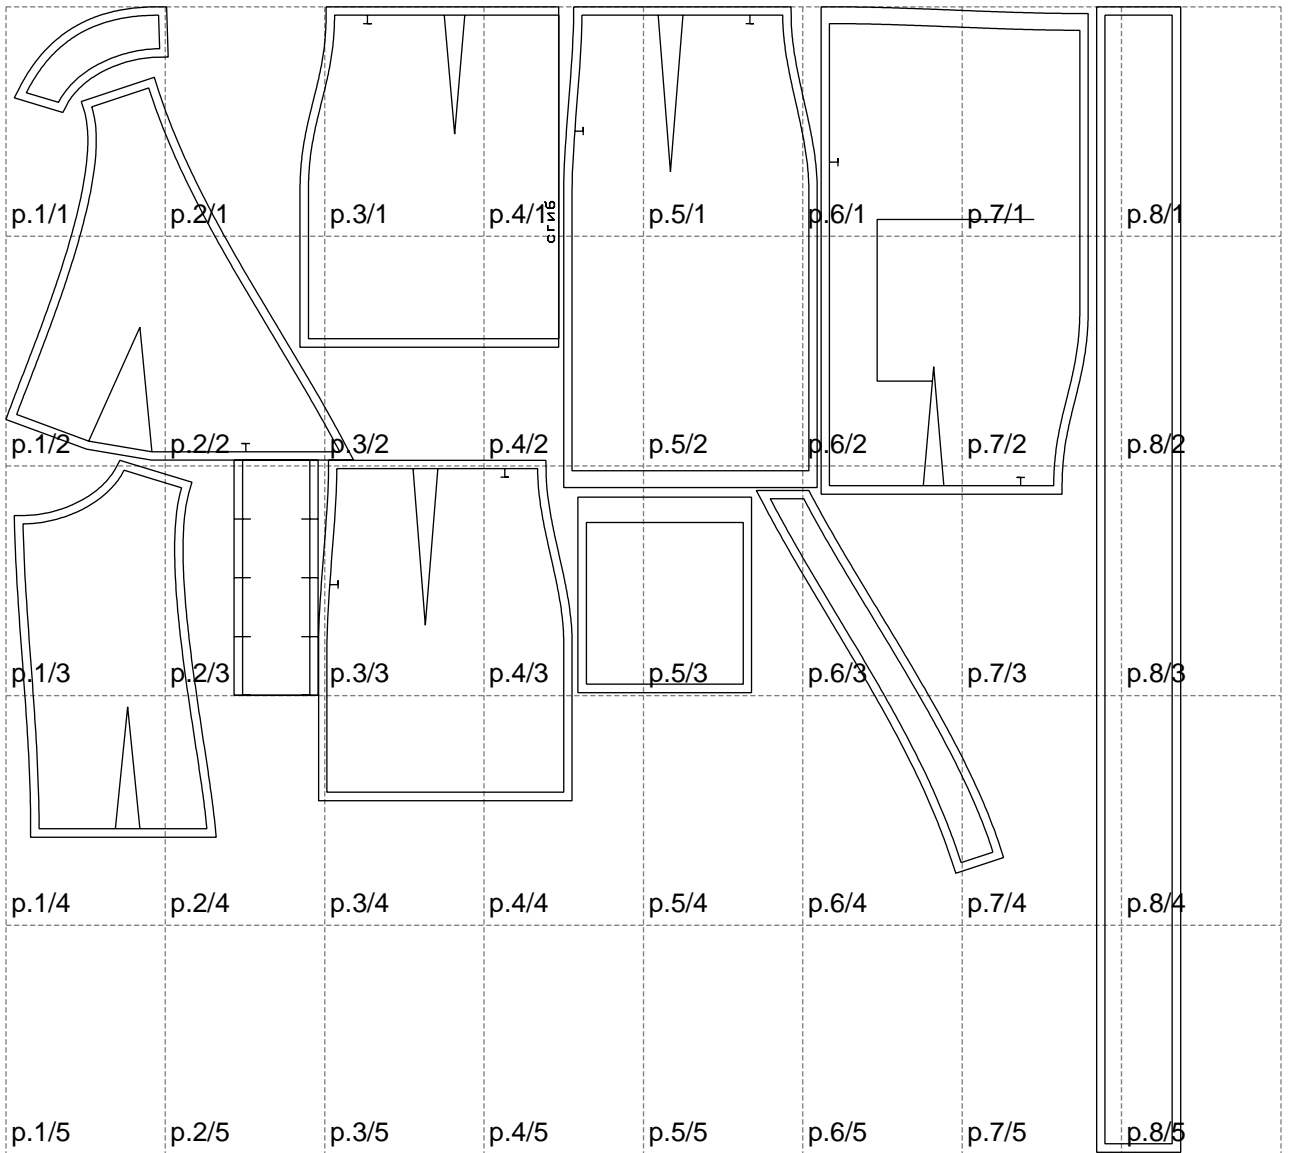 p.1/1 p.2/1 p.3/1 p.4/1 p.5/1 p.6/1 p.7/1 p.8/1
сгиб
p.1/2 p.2/2 p.3/2 p.4/2 p.5/2 p.6/2 p.7/2 p.8/2
p.1/3 p.2/3 p.3/3 p.4/3 p.5/3 p.6/3 p.7/3 p.8/3
p.1/4 p.2/4 p.3/4 p.4/4 p.5/4 p.6/4 p.7/4 p.8/4
p.1/5 p.2/5 p.3/5 p.4/5 p.5/5 p.6/5 p.7/5 p.8/5